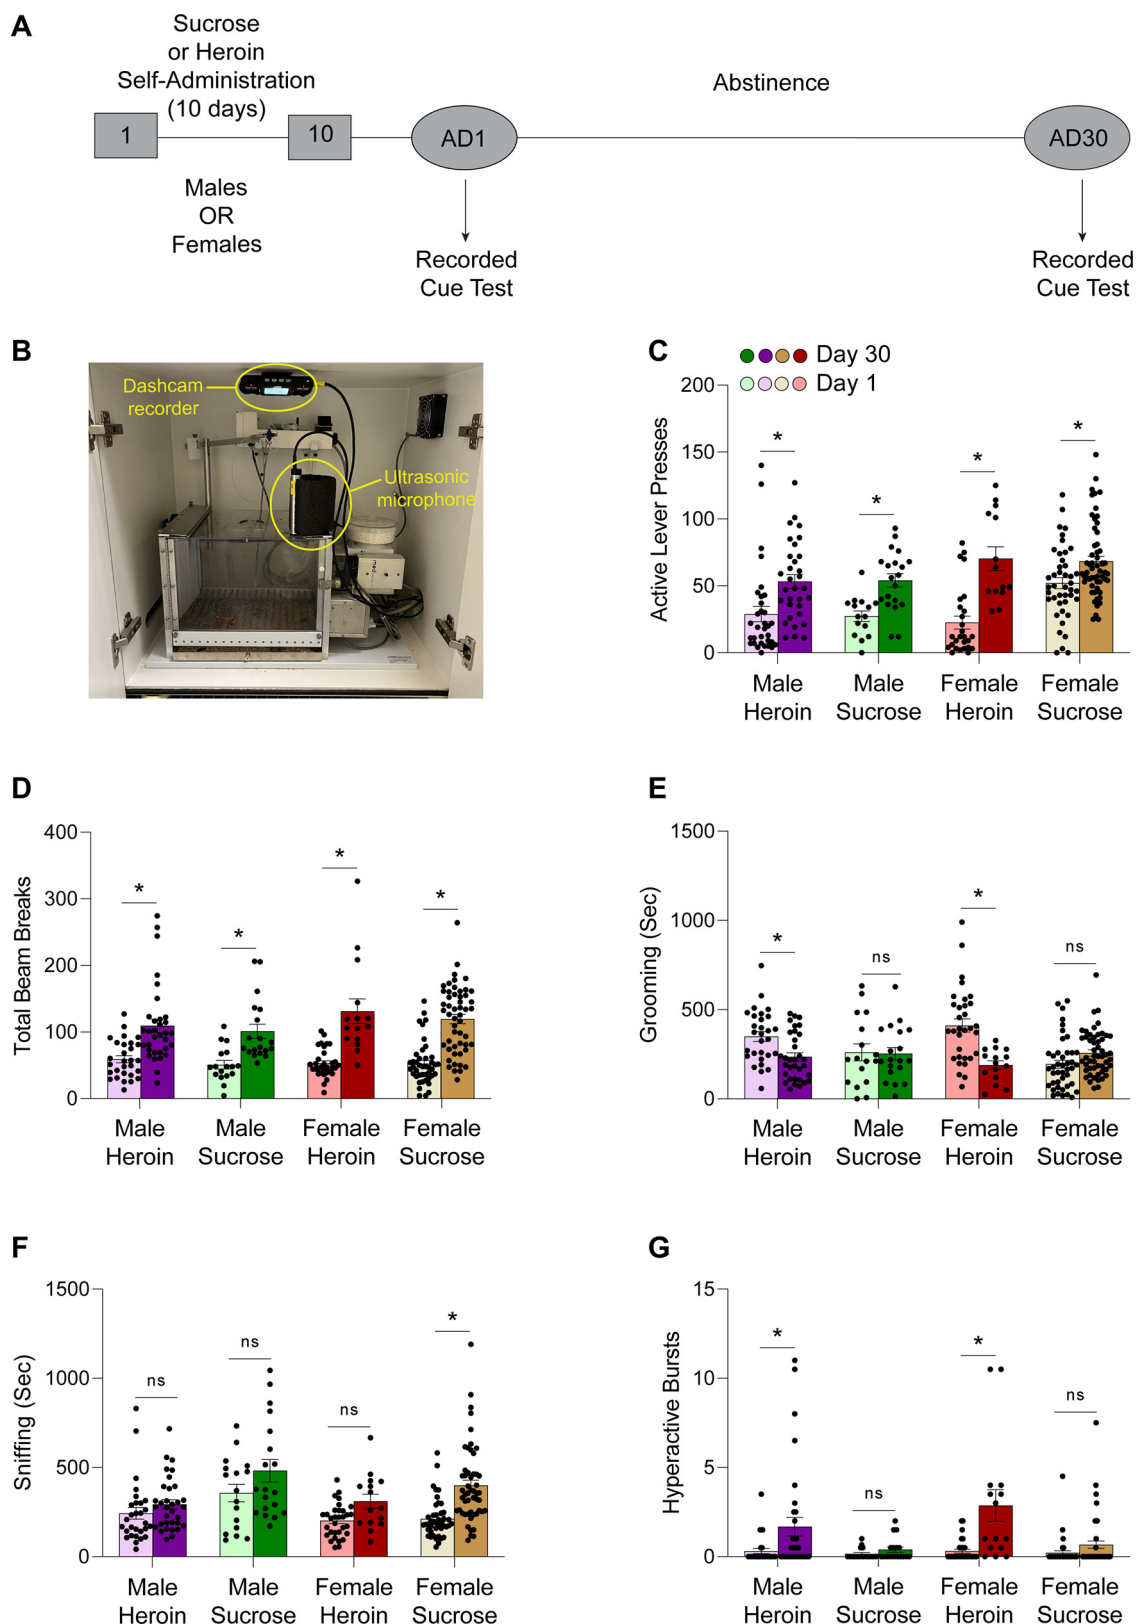 A
Sucrose
or Heroin
Self-Administration
(10 days)
1
10
AD1
Abstinence
AD30
Males
OR
Females
Recorded
Cue Test
Recorded
Cue Test
B
Dashcam
recorder
Ultrasonic
microphone
C
Day 30
Day 1
Active Lever Presses
200
150
100
50
0
*
*
*
*
Male
Heroin
Male
Sucrose
Female
Heroin
Female
Sucrose
D
Total Beam Breaks
400
300
200
100
0
*
*
*
*
Male
Heroin
Male
Sucrose
Female
Heroin
Female
Sucrose
E
Grooming (Sec)
1500
1000
500
0
*
ns
*
ns
Male
Heroin
Male
Sucrose
Female
Heroin
Female
Sucrose
F
Sniffing (Sec)
1500
1000
500
0
ns
ns
ns
*
Male
Heroin
Male
Sucrose
Female
Heroin
Female
Sucrose
G
Hyperactive Bursts
15
10
5
0
*
ns
*
ns
Male
Heroin
Male
Sucrose
Female
Heroin
Female
Sucrose